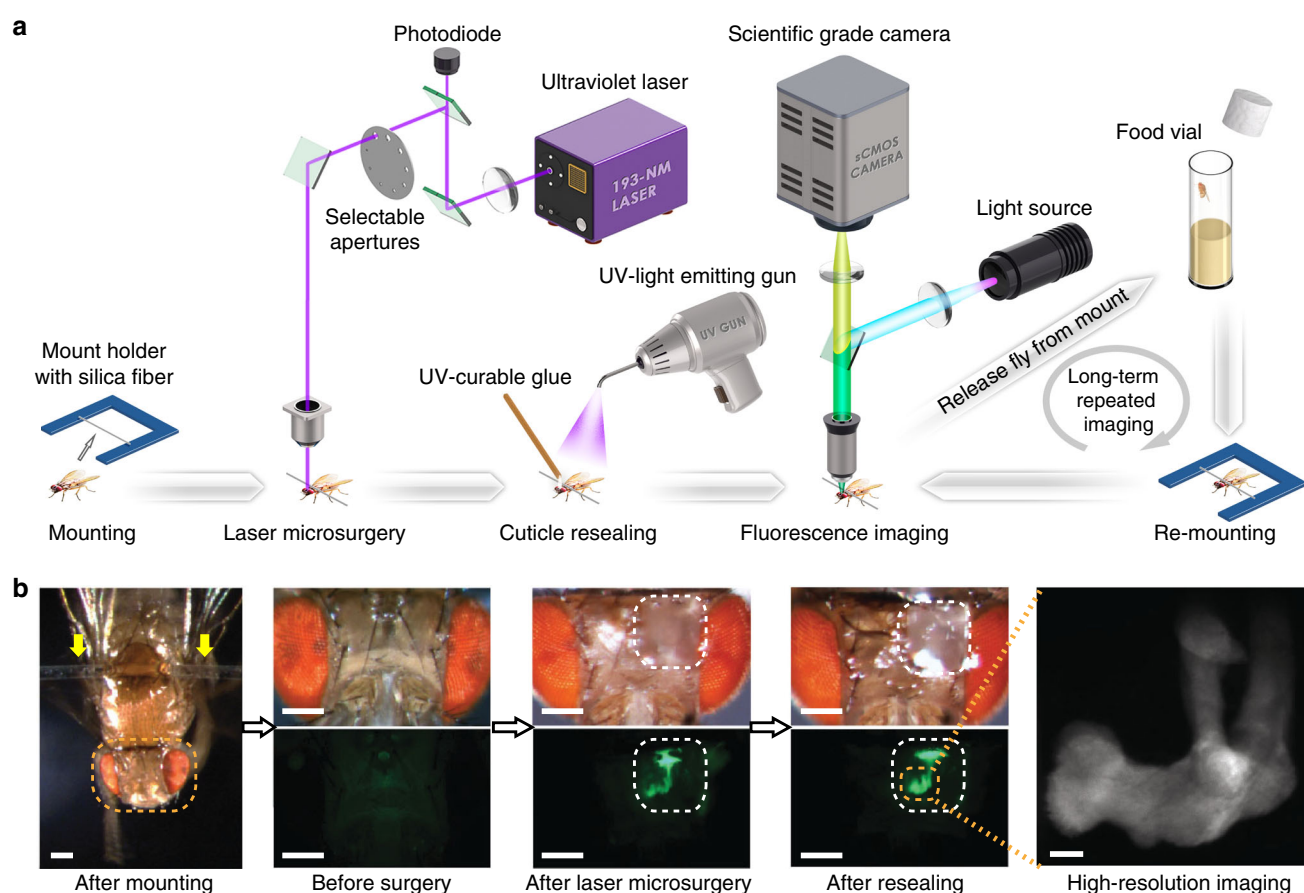 a
Photodiode
Scientific grade camera
Ultraviolet laser
Food vial
sCMOS
CAMERA
193-NM
LASER
Selectable
apertures
Light source
UV-light emitting gun
UV GUN
Mount holder
with silica fiber
UV-curable glue
Release fly from mount
Long-term
repeated
imaging
Mounting
Laser microsurgery
Cuticle resealing
Fluorescence imaging
Re-mounting
b
After mounting
Before surgery
After laser microsurgery
After resealing
High-resolution imaging